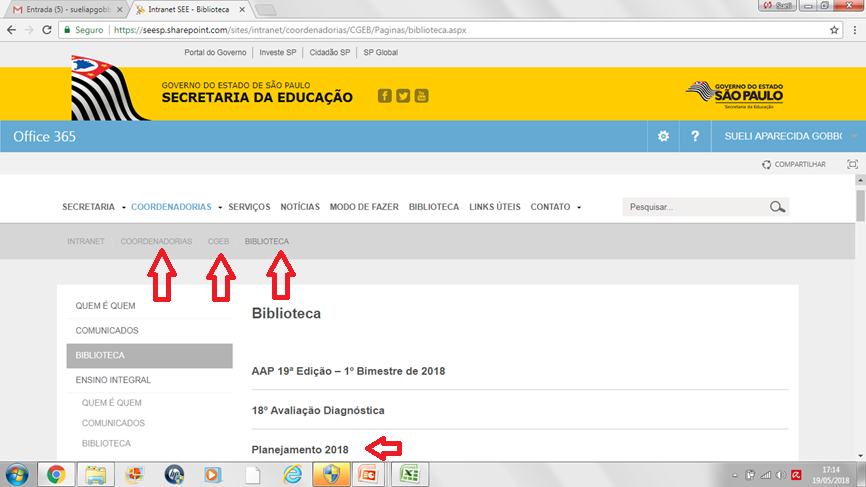 Entrada (5) - sueliapgobb
Intranet SEE - Biblioteca
Sueli
Seguro
https://seesp.sharepoint.com/sites/intranet/coordenadorias/CGEB/Paginas/biblioteca.aspx
Portal do Governo
Investe SP
Cidadão SP
SP Global
GOVERNO DO ESTADO DE SÃO PAULO
SECRETARIA DA EDUCAÇÃO
GOVERNO DO ESTADO
SÃO PAULO
Secretaria da Educação
Office 365
?
SUELI APARECIDA GOBBO
COMPARTILHAR
SECRETARIA
COORDENADORIAS
SERVIÇOS
NOTÍCIAS
MODO DE FAZER
BIBLIOTECA
LINKS ÚTEIS
CONTATO
Pesquisar...
INTRANET
COORDENADORIAS
CGEB
BIBLIOTECA
QUEM É QUEM
COMUNICADOS
BIBLIOTECA
ENSINO INTEGRAL
QUEM É QUEM
COMUNICADOS
BIBLIOTECA
Biblioteca
AAP 19ª Edição – 1º Bimestre de 2018
18º Avaliação Diagnóstica
Planejamento 2018
17:14
19/05/2018